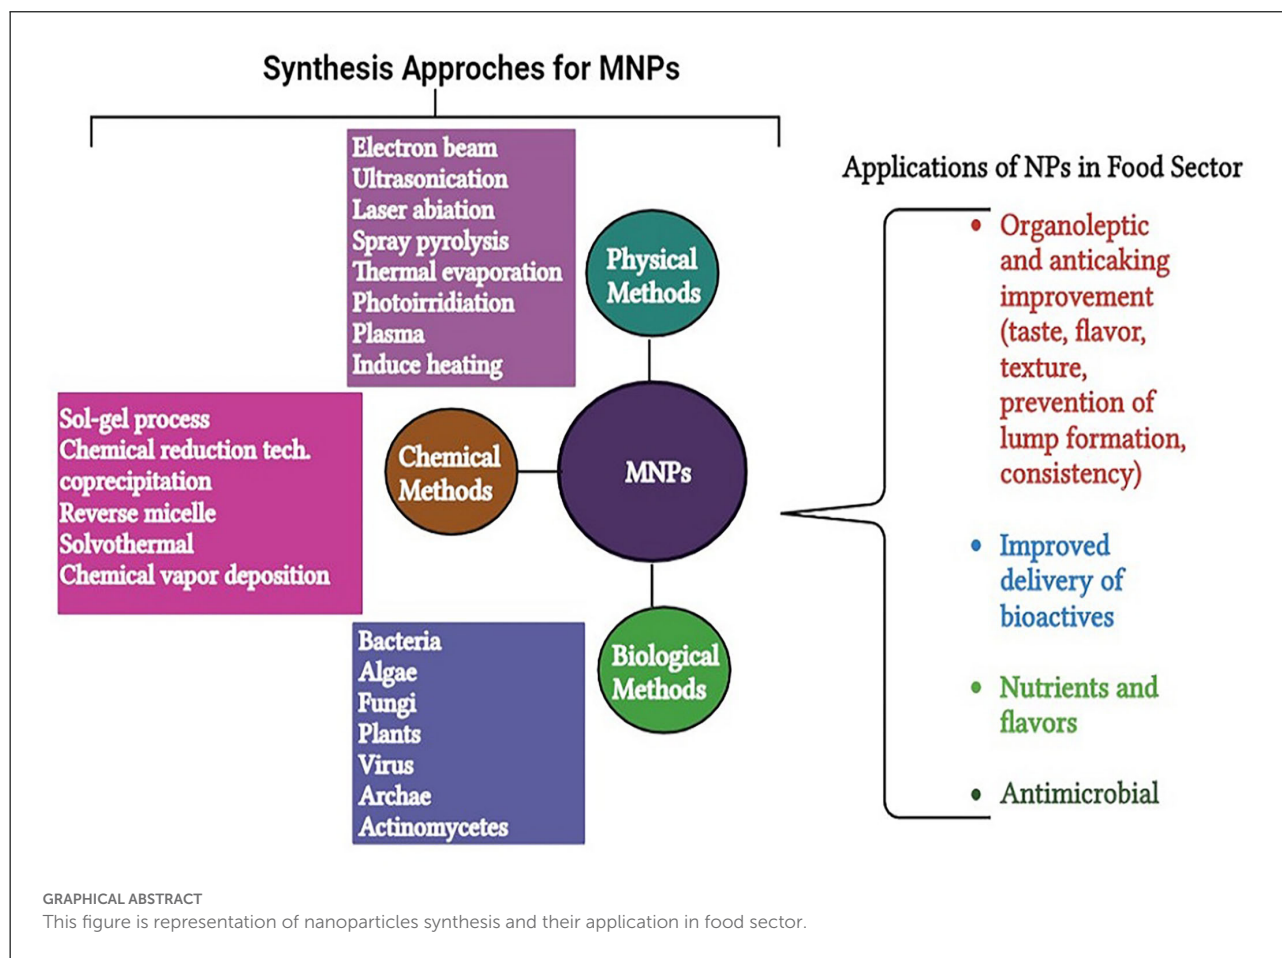 Synthesis Approches for MNPs
Electron beam
Ultrasonication
Laser abiation
Spray pyrolysis
Thermal evaporation
Photoirridiation
Plasma
Induce heating
Physical
Methods
Sol-gel process
Chemical reduction tech.
coprecipitation
Reverse micelle
Solvothermal
Chemical vapor deposition
Chemical
Methods
MNPs
Bacteria
Algae
Fungi
Plants
Virus
Archae
Actinomycetes
Biological
Methods
Applications of NPs in Food Sector
• Organoleptic
and anticaking
improvement
(taste, flavor,
texture,
prevention of
lump formation,
consistency)
• Improved
delivery of
bioactives
• Nutrients and
flavors
• Antimicrobial
GRAPHICAL ABSTRACT
This figure is representation of nanoparticles synthesis and their application in food sector.